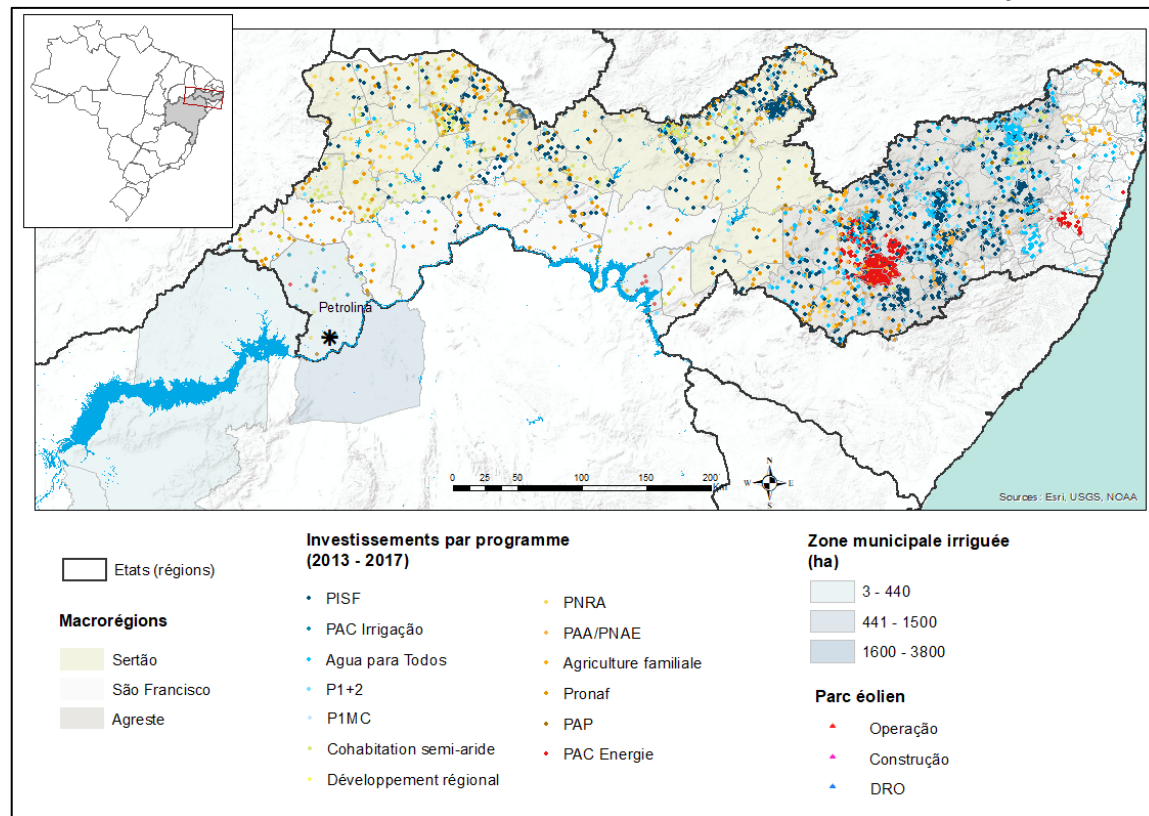 Petrolina
0 25 50 100 150 200
Km
N
W E
S
Sources : Esri, USGS, NOAA
Etats (régions)
Macrorégions
Sertão
São Francisco
Agreste
Investissements par programme
(2013 - 2017)
PISF
PAC Irrigação
Agua para Todos
P1+2
P1MC
Cohabitation semi-aride
Développement régional
PNRA
PAA/PNAE
Agriculture familiale
Pronaf
PAP
PAC Energie
Zone municipale irriguée
(ha)
3 - 440
441 - 1500
1600 - 3800
Parc éolien
Operação
Construção
DRO